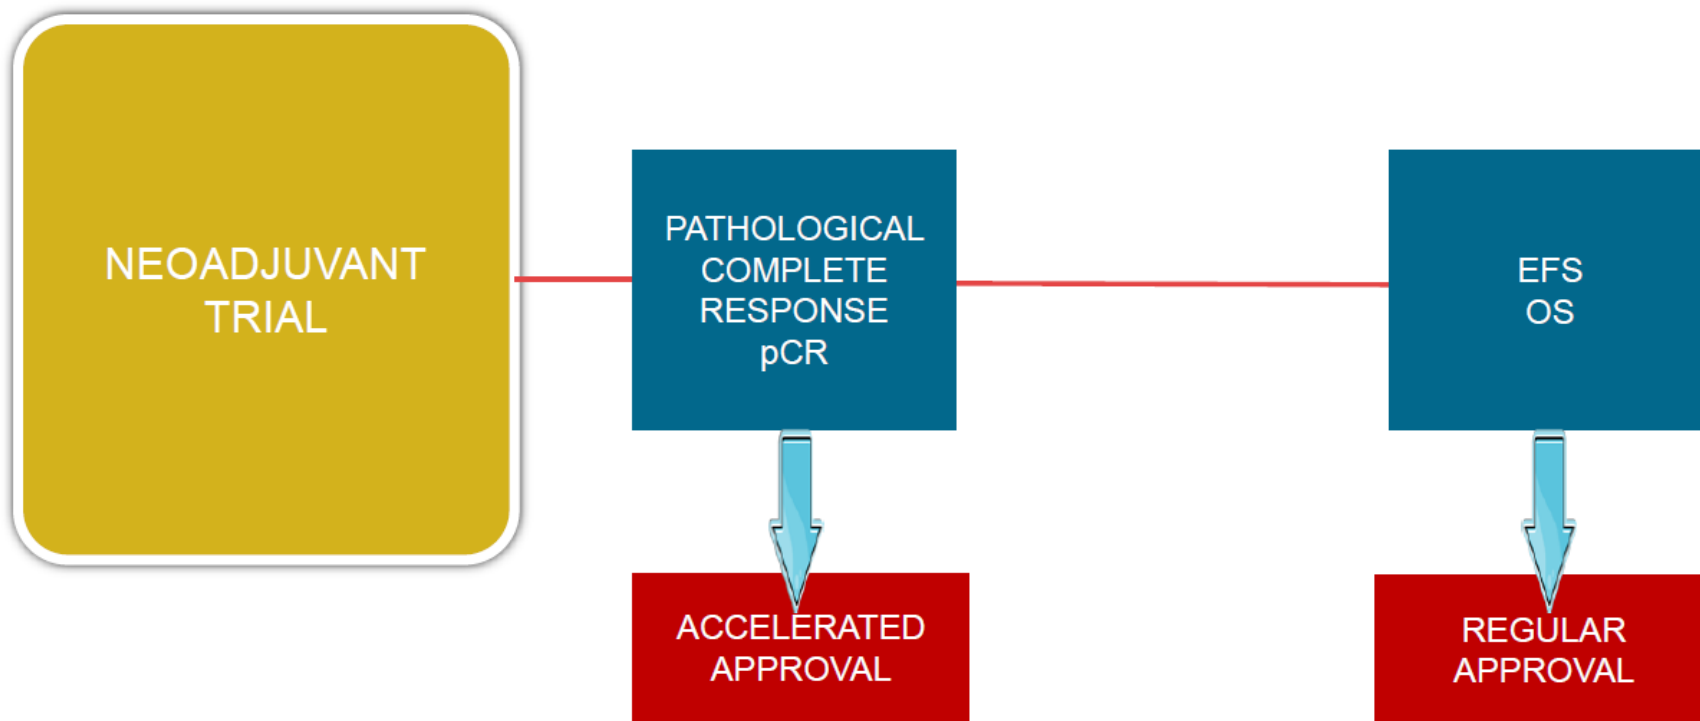 NEOADJUVANT
TRIAL
PATHOLOGICAL
COMPLETE
RESPONSE
pCR
EFS
OS
ACCELERATED
APPROVAL
REGULAR
APPROVAL